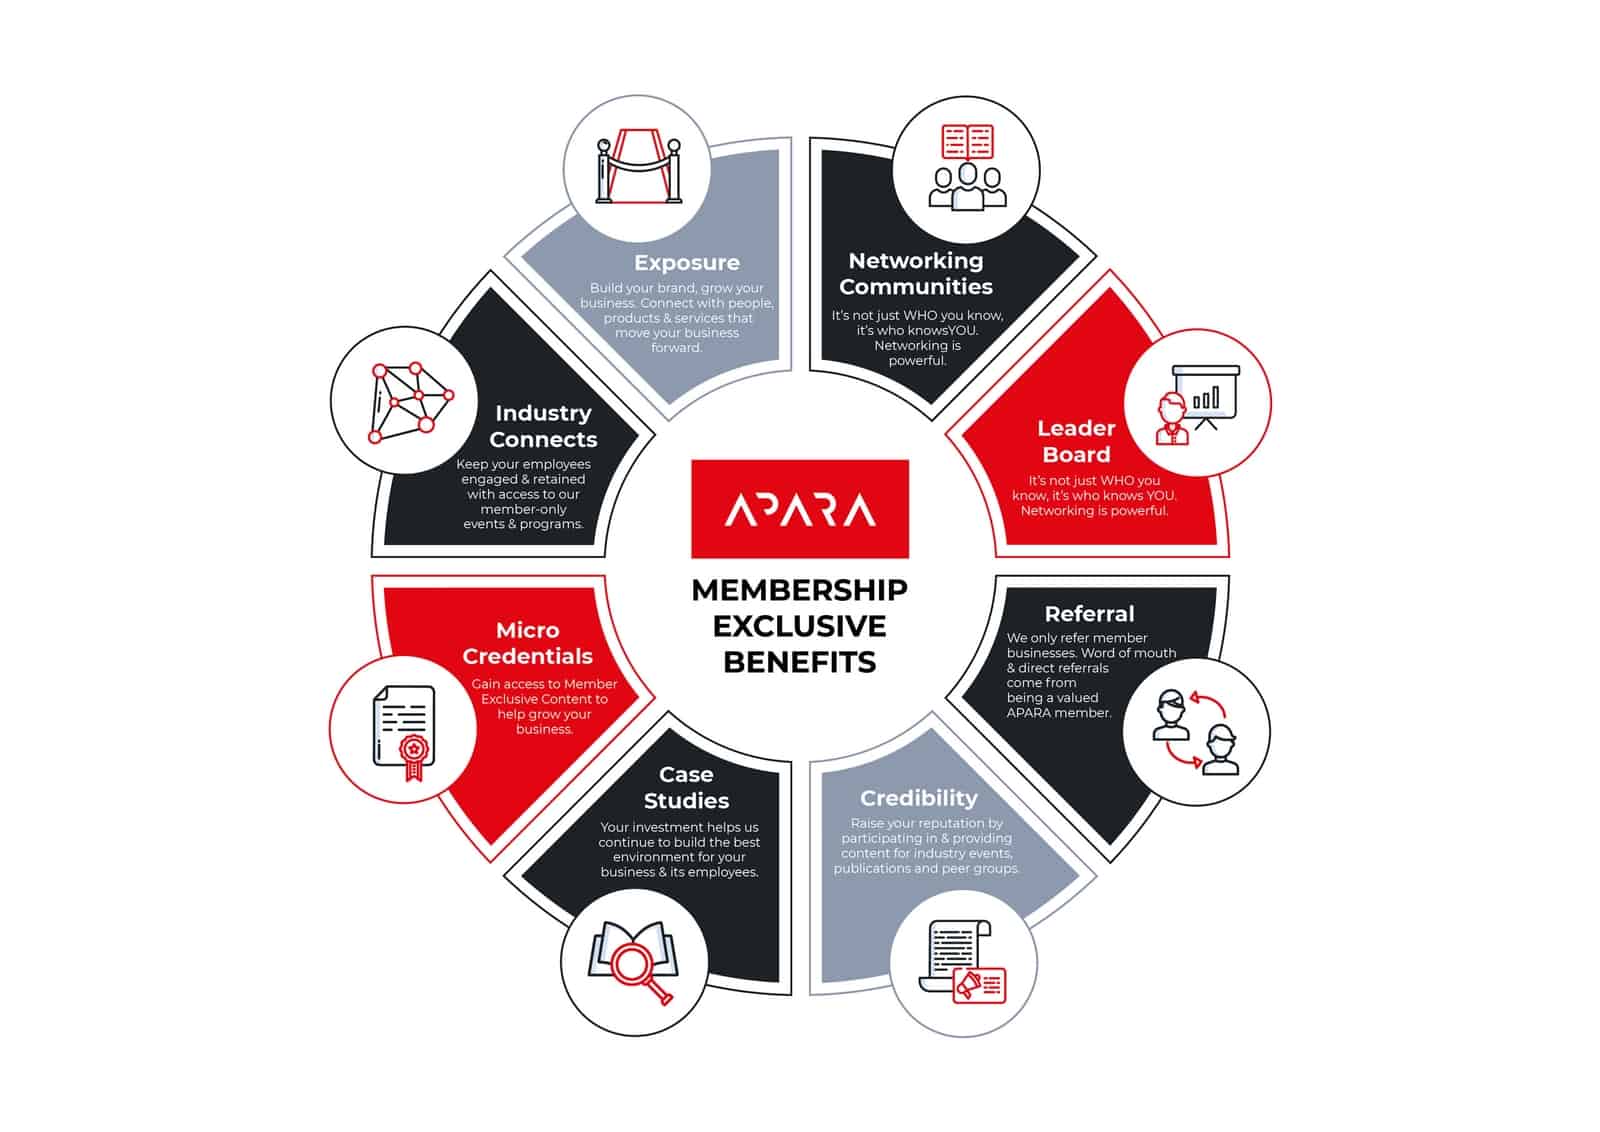 Exposure
Build your brand, grow your
business. Connect with people,
products & services that
move your business
forward.
Networking
Communities
It's not just WHO you know,
it's who knowsYOU.
Networking is
powerful.
Leader
Board
It's not just WHO you
know, it's who knows YOU.
Networking is powerful.
Referral
We only refer member
businesses. Word of mouth
& direct referrals
come from
being a valued
APARA member.
Credibility
Raise your reputation by
participating in & providing
content for industry events,
publications and peer groups.
Case
Studies
Your investment helps us
continue to build the best
environment for your
business & its employees.
Micro
Credentials
Gain access to Member
Exclusive Content to
help grow your
business.
Industry
Connects
Keep your employees
engaged & retained
with access to our
member-only
events & programs.
APARA
MEMBERSHIP
EXCLUSIVE
BENEFITS